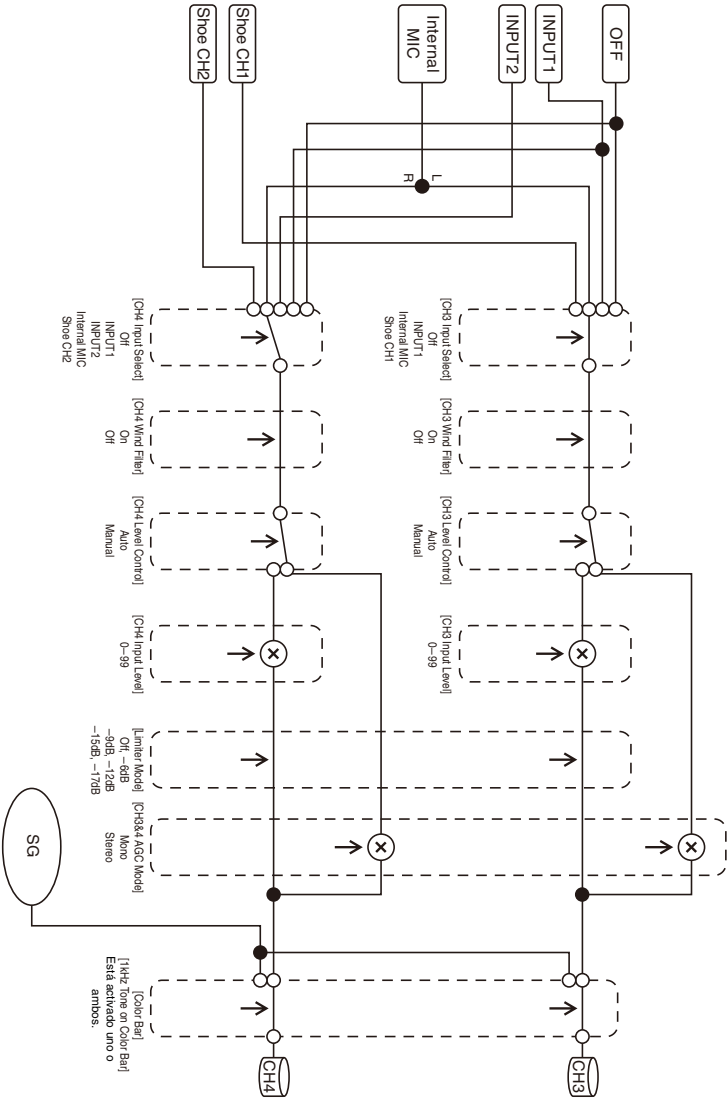 OFF
INPUT1
INPUT2
Internal
MIC
L
R
Shoe CH1
Shoe CH2
CH3
[CH3 Input Select]
Off
INPUT1
Internal MIC
Shoe CH1
[CH3 Wind Filter]
On
Off
[CH3 Level Control]
Auto
Manual
[CH3 Input Level]
0–99
CH4
[CH4 Input Select]
Off
INPUT1
INPUT2
Internal MIC
Shoe CH2
[CH4 Wind Filter]
On
Off
[CH4 Level Control]
Auto
Manual
[CH4 Input Level]
0–99
[Limiter Mode]
Off, –6dB
–9dB, –12dB
–15dB, –17dB
[CH3&4 AGC Mode]
Mono
Stereo
[Color Bar]
[1kHz Tone on Color Bar]
Está activado uno o
ambos.
SG